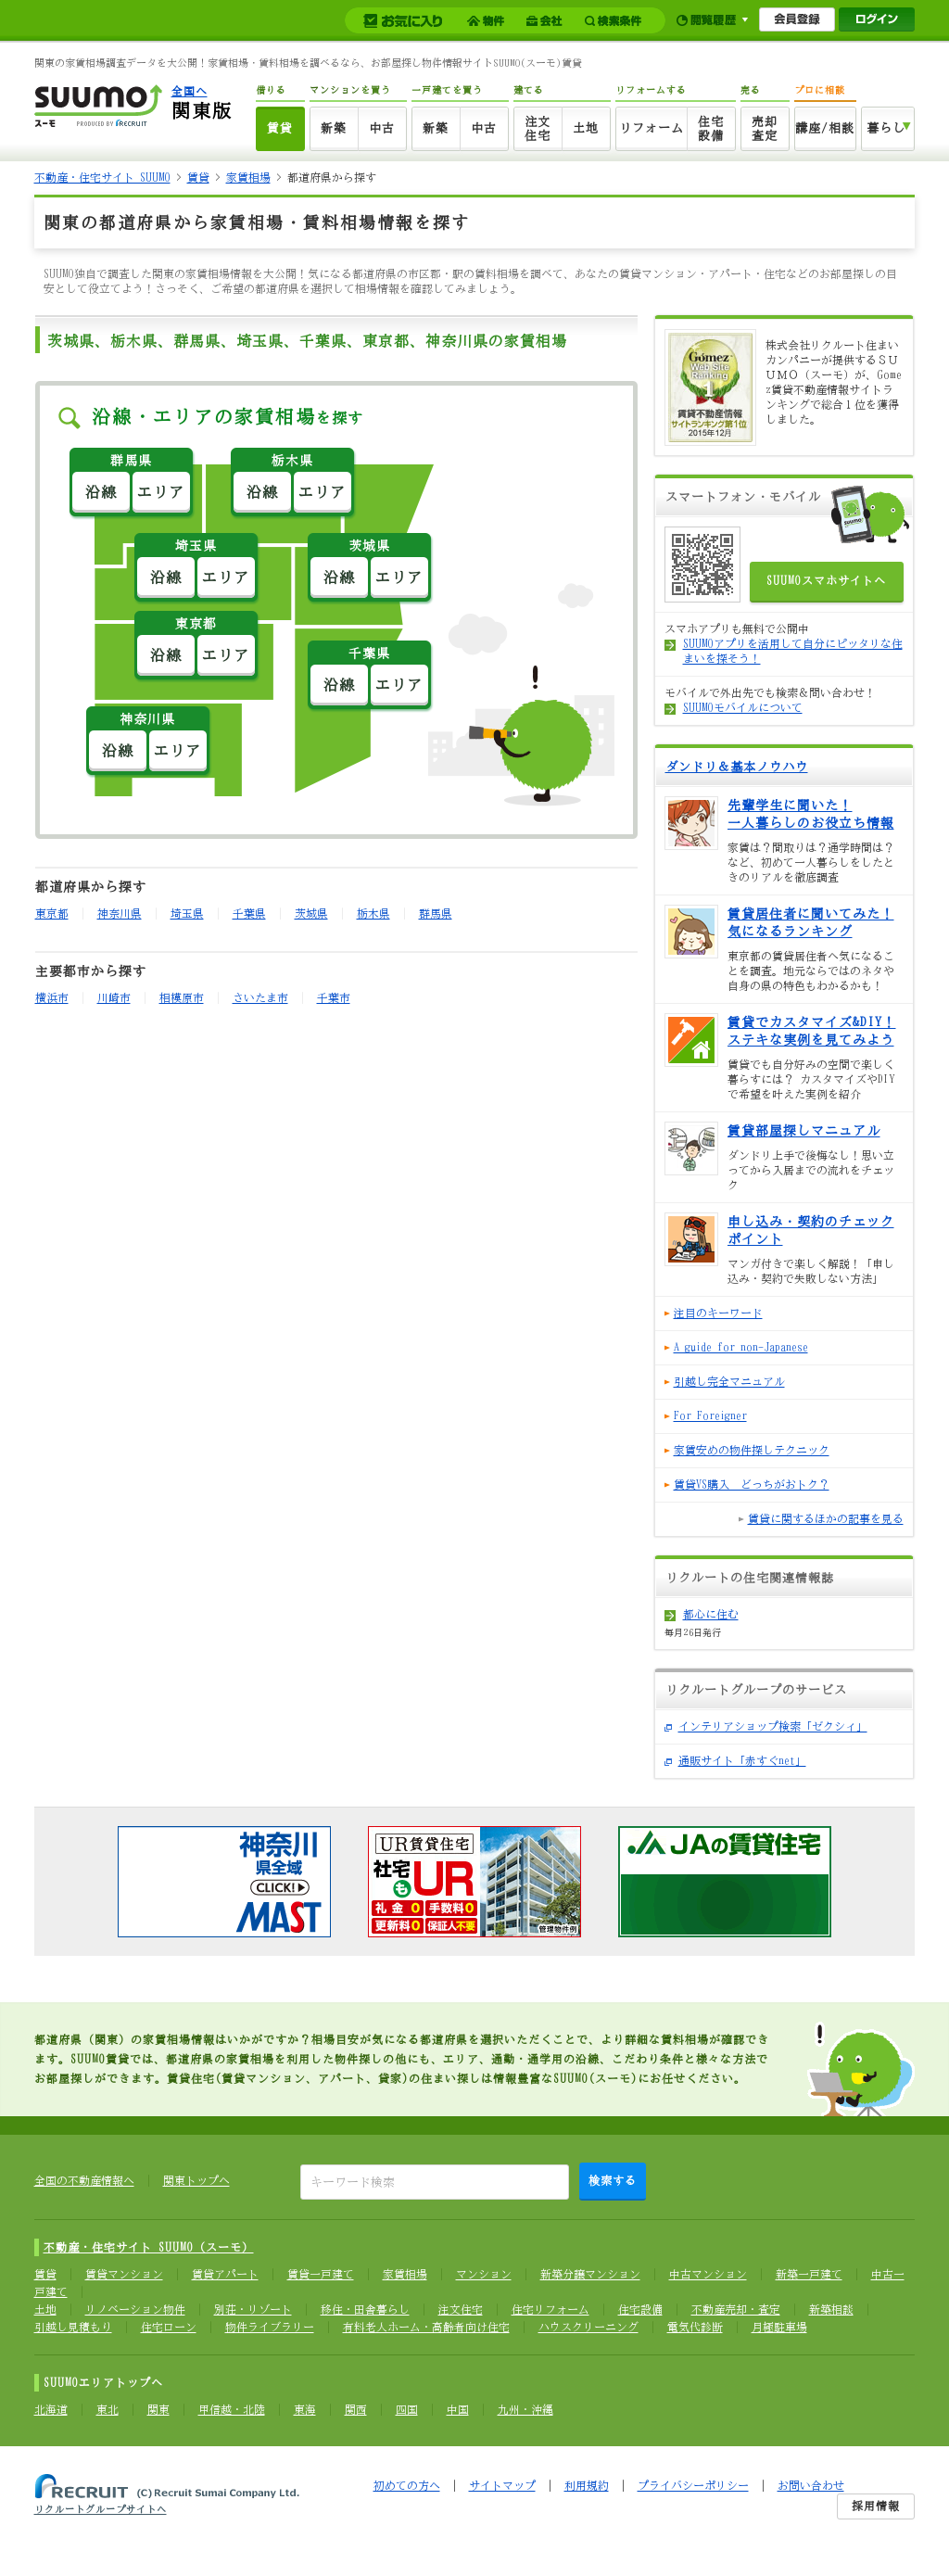 お気に入り 物件 会社 検索条件 閲覧履歴 会員登録 ログイン
関東の家賃相場調査データを大公開！家賃相場・賃料相場を調べるなら、お部屋探し物件情報サイトSUUMO(スーモ)賃貸
SUUMO
スーモ PRODUCED BY RECRUIT
全国へ
関東版
借りる マンションを買う 一戸建てを買う 建てる リフォームする 売る プロに相談
賃貸 新築 中古 新築 中古 注文住宅 土地 リフォーム 住宅設備 売却査定 講座/相談 暮らし
不動産・住宅サイト SUUMO > 賃貸 > 家賃相場 > 都道府県から探す
関東の都道府県から家賃相場・賃料相場情報を探す
SUUMO独自で調査した関東の家賃相場情報を大公開！気になる都道府県の市区郡・駅の賃料相場を調べて、あなたの賃貸マンション・アパート・住宅などのお部屋探しの目
安として役立てよう！さっそく、ご希望の都道府県を選択して相場情報を確認してみましょう。
茨城県、栃木県、群馬県、埼玉県、千葉県、東京都、神奈川県の家賃相場
沿線・エリアの家賃相場を探す
群馬県
沿線 エリア
栃木県
沿線 エリア
埼玉県
沿線 エリア
茨城県
沿線 エリア
東京都
沿線 エリア
千葉県
沿線 エリア
神奈川県
沿線 エリア
都道府県から探す
東京都 神奈川県 埼玉県 千葉県 茨城県 栃木県 群馬県
主要都市から探す
横浜市 川崎市 相模原市 さいたま市 千葉市
Gómez
Web Site
Ranking
1
賃貸不動産情報
サイトランキング第1位
2015年12月
株式会社リクルート住まい
カンパニーが提供するＳＵ
ＵＭＯ（スーモ）が、Gome
z賃貸不動産情報サイトラ
ンキングで総合１位を獲得
しました。
スマートフォン・モバイル
suumo
SUUMOスマホサイトへ
スマホアプリも無料で公開中
SUUMOアプリを活用して自分にピッタリな住
まいを探そう！
モバイルで外出先でも検索&問い合わせ！
SUUMOモバイルについて
ダンドリ＆基本ノウハウ
先輩学生に聞いた！
一人暮らしのお役立ち情報
家賃は？間取りは？通学時間は？
など、初めて一人暮らしをしたと
きのリアルを徹底調査
賃貸居住者に聞いてみた！
気になるランキング
東京都の賃貸居住者へ気になるこ
とを調査。地元ならではのネタや
自身の県の特色もわかるかも！
賃貸でカスタマイズ&DIY！
ステキな実例を見てみよう
賃貸でも自分好みの空間で楽しく
暮らすには？ カスタマイズやDIY
で希望を叶えた実例を紹介
賃貸部屋探しマニュアル
ダンドリ上手で後悔なし！思い立
ってから入居までの流れをチェッ
ク
申し込み・契約のチェック
ポイント
マンガ付きで楽しく解説！「申し
込み・契約で失敗しない方法」
注目のキーワード
A guide for non-Japanese
引越し完全マニュアル
For Foreigner
家賃安めの物件探しテクニック
賃貸VS購入　どっちがおトク？
賃貸に関するほかの記事を見る
リクルートの住宅関連情報誌
都心に住む
毎月26日発行
リクルートグループのサービス
インテリアショップ検索「ゼクシィ」
通販サイト「赤すぐnet」
神奈川
県全域
CLICK!
MAST
UR賃貸住宅
社宅も UR
礼金 0 手数料 0
更新料 0 保証人不要
管理物件例
JAの賃貸住宅
都道府県（関東）の家賃相場情報はいかがですか？相場目安が気になる都道府県を選択いただくことで、より詳細な賃料相場が確認でき
ます。SUUMO賃貸では、都道府県の家賃相場を利用した物件探しの他にも、エリア、通勤・通学用の沿線、こだわり条件と様々な方法で
お部屋探しができます。賃貸住宅(賃貸マンション、アパート、貸家)の住まい探しは情報豊富なSUUMO(スーモ)にお任せください。
全国の不動産情報へ 関東トップへ キーワード検索 検索する
不動産・住宅サイト SUUMO（スーモ）
賃貸 賃貸マンション 賃貸アパート 賃貸一戸建て 家賃相場 マンション 新築分譲マンション 中古マンション 新築一戸建て 中古一
戸建て
土地 リノベーション物件 別荘・リゾート 移住・田舎暮らし 注文住宅 住宅リフォーム 住宅設備 不動産売却・査定 新築相談
引越し見積もり 住宅ローン 物件ライブラリー 有料老人ホーム・高齢者向け住宅 ハウスクリーニング 電気代診断 月極駐車場
SUUMOエリアトップへ
北海道 東北 関東 甲信越・北陸 東海 関西 四国 中国 九州・沖縄
RECRUIT (C) Recruit Sumai Company Ltd.
リクルートグループサイトへ
初めての方へ | サイトマップ | 利用規約 | プライバシーポリシー | お問い合わせ
採用情報